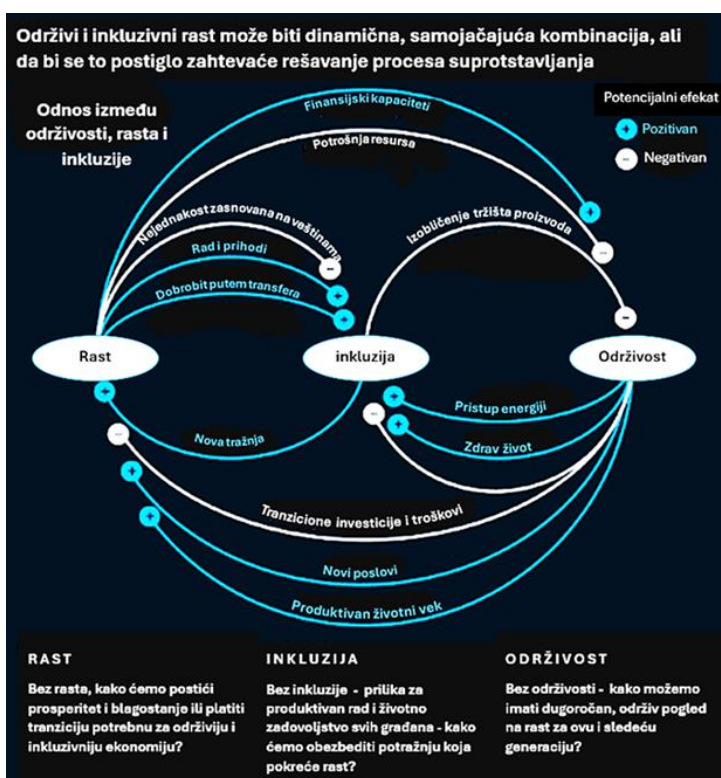 Održivi i inkluzivni rast može biti dinamična, samojačajuća kombinacija, ali
da bi se to postiglo zahtevaće rešavanje procesa suprotstavljanja
Odnos između
održivosti, rasta i
inkluzije
Potencijalni efekat
Pozitivan
Negativan
Finansijski kapaciteti
Potrošnja resursa
Nejednakost zasnovana na veštinama
Rad i prihodi
Dobrobit putem transfera
Izobličenje tržišta proizvoda
Rast
inkluzija
Održivost
Nova tražnja
Pristup energiji
Zdrav život
Tranzicione investicije i troškovi
Novi poslovi
Produktivan životni vek
RAST
Bez rasta, kako ćemo postići
prosperitet i blagostanje ili platiti
tranziciju potrebnu za održiviju i
inkluzivniju ekonomiju?
INKLUZIJA
Bez inkluzije - prilika za
produktivan rad i životno
zadovoljstvo svih građana - kako
ćemo obezbediti potražnju koja
pokreće rast?
ODRŽIVOST
Bez održivosti - kako možemo
imati dugoročan, održiv pogled
na rast za ovu i sledeću
generaciju?